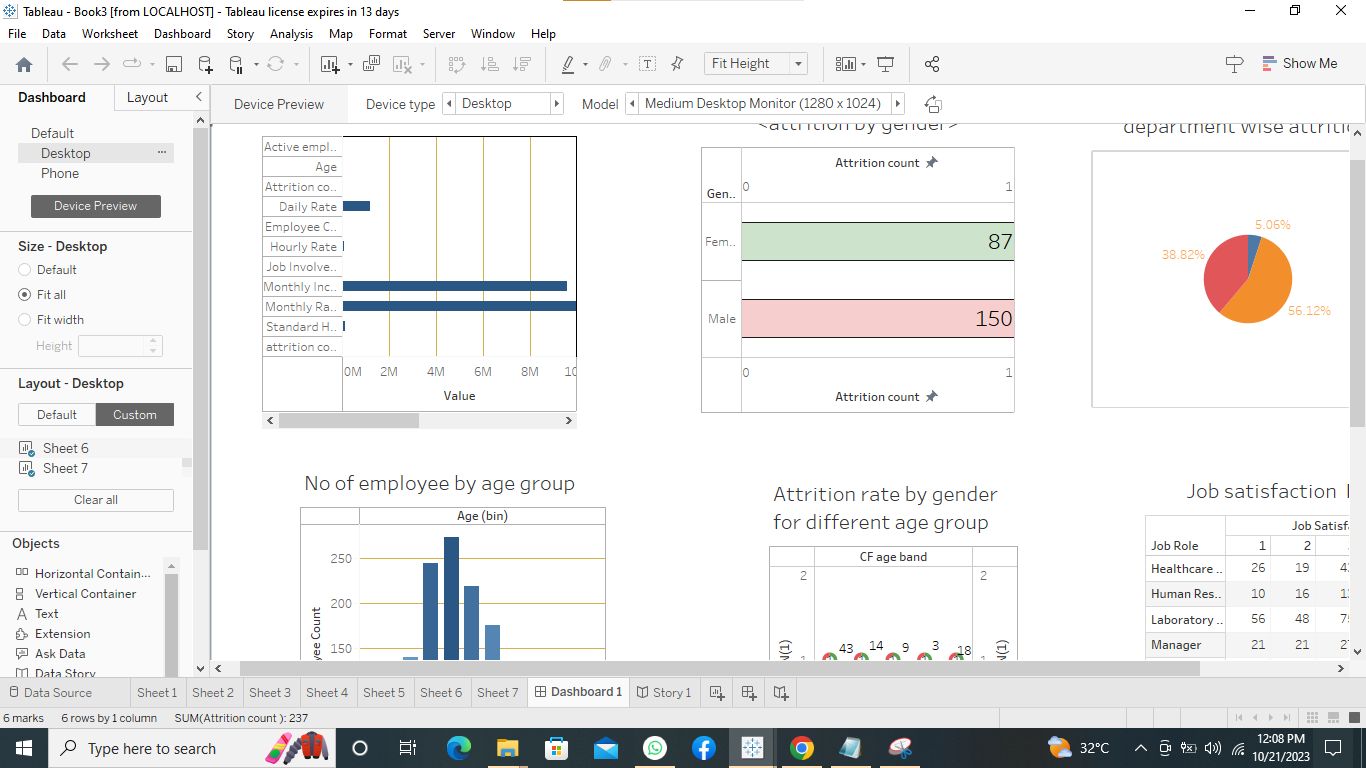 Tableau - Book3 [from LOCALHOST] - Tableau license expires in 13 days
File Data Worksheet Dashboard Story Analysis Map Format Server Window Help
Fit Height
Show Me
Dashboard Layout
Device Preview Device type Desktop Model Medium Desktop Monitor (1280 x 1024)
Default
Desktop
Phone
Device Preview
Size - Desktop
Default
Fit all
Fit width
Height
Layout - Desktop
Default Custom
Sheet 6
Sheet 7
Clear all
Objects
Horizontal Contain...
Vertical Container
Text
Extension
Ask Data
Data Story
Active empl..
Age
Attrition co..
Daily Rate
Employee C..
Hourly Rate
Job Involve..
Monthly Inc..
Monthly Ra..
Standard H..
attrition co..
0M 2M 4M 6M 8M 10
Value
<attrition by gender>
Attrition count
0 1
Gen..
Fem.. 87
Male 150
0 1
Attrition count
department wise attritic
5.06%
38.82%
56.12%
No of employee by age group
Age (bin)
250
200
150
yee Count
Attrition rate by gender
for different age group
CF age band
2 2
43 14 9 3 18
1 1
N(1) N(1)
Job satisfaction
Job Satisf
Job Role 1 2
Healthcare .. 26 19 4
Human Res.. 10 16 1
Laboratory .. 56 48 7
Manager 21 21 2
Data Source Sheet 1 Sheet 2 Sheet 3 Sheet 4 Sheet 5 Sheet 6 Sheet 7 Dashboard 1 Story 1
6 marks 6 rows by 1 column SUM(Attrition count ): 237
Type here to search
32°C
12:08 PM
10/21/2023